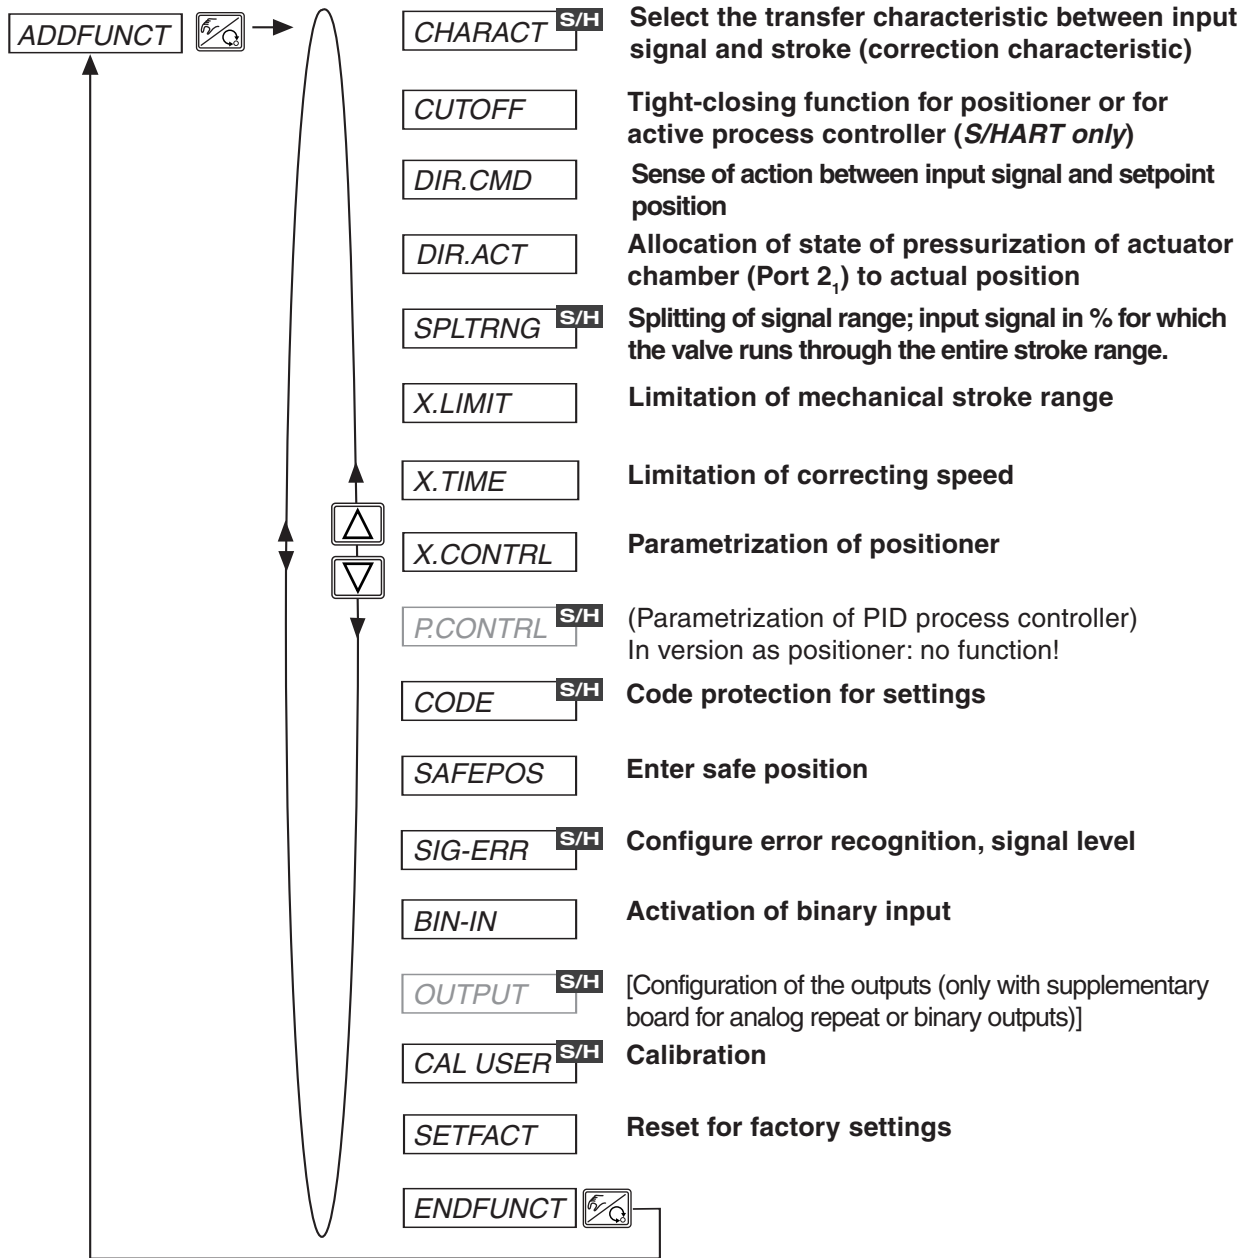 ADDFUNCT
CHARACT S/H Select the transfer characteristic between input
signal and stroke (correction characteristic)
CUTOFF Tight-closing function for positioner or for
active process controller (S/HART only)
DIR.CMD Sense of action between input signal and setpoint
position
DIR.ACT Allocation of state of pressurization of actuator
chamber (Port 2₁) to actual position
SPLTRNG S/H Splitting of signal range; input signal in % for which
the valve runs through the entire stroke range.
X.LIMIT Limitation of mechanical stroke range
X.TIME Limitation of correcting speed
X.CONTRL Parametrization of positioner
P.CONTRL S/H (Parametrization of PID process controller)
In version as positioner: no function!
CODE S/H Code protection for settings
SAFEPOS Enter safe position
SIG-ERR S/H Configure error recognition, signal level
BIN-IN Activation of binary input
OUTPUT S/H [Configuration of the outputs (only with supplementary
board for analog repeat or binary outputs)]
CAL USER S/H Calibration
SETFACT Reset for factory settings
ENDFUNCT